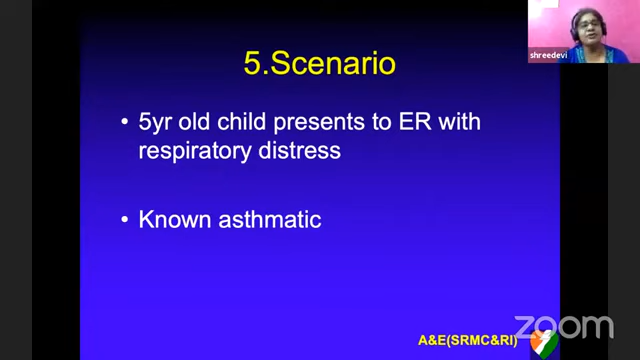 shreedevi
5.Scenario
• 5yr old child presents to ER with
respiratory distress
• Known asthmatic
zoom
A&E(SRMC&RI)